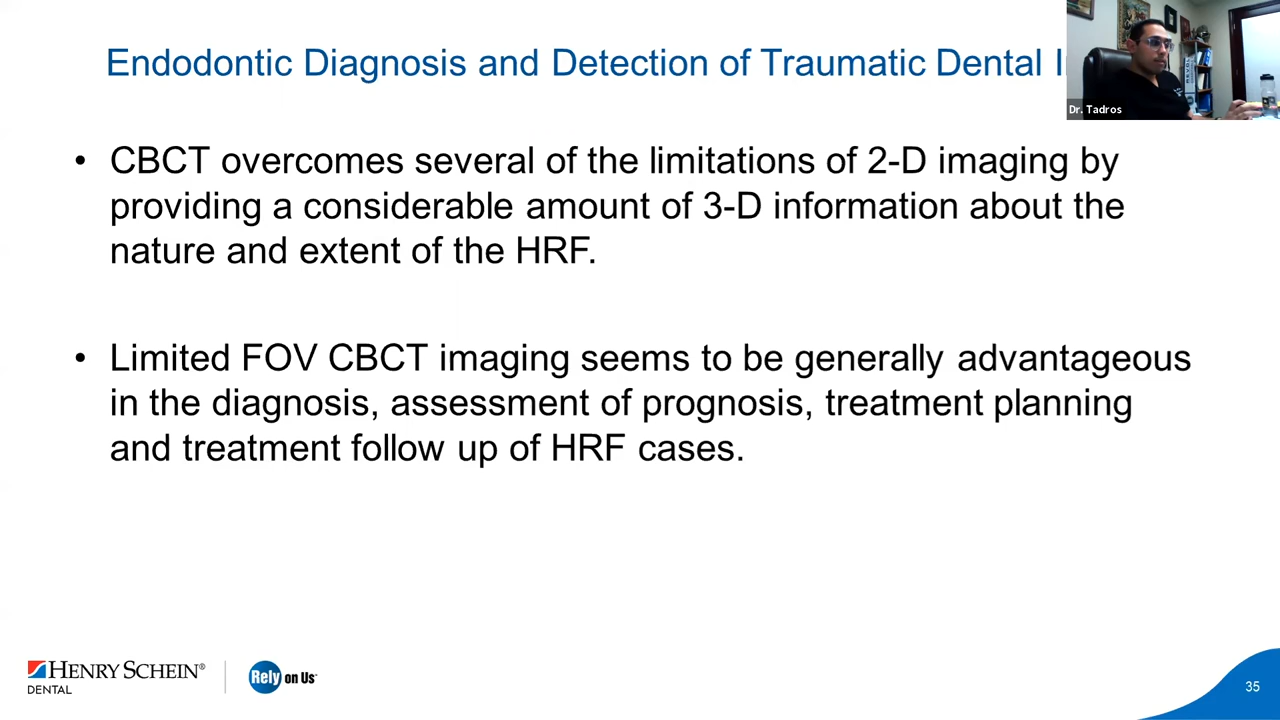 Endodontic Diagnosis and Detection of Traumatic Dental
Dr. Tadros
• CBCT overcomes several of the limitations of 2-D imaging by
providing a considerable amount of 3-D information about the
nature and extent of the HRF.
• Limited FOV CBCT imaging seems to be generally advantageous
in the diagnosis, assessment of prognosis, treatment planning
and treatment follow up of HRF cases.
HENRY SCHEIN®
DENTAL
Rely on Us
35